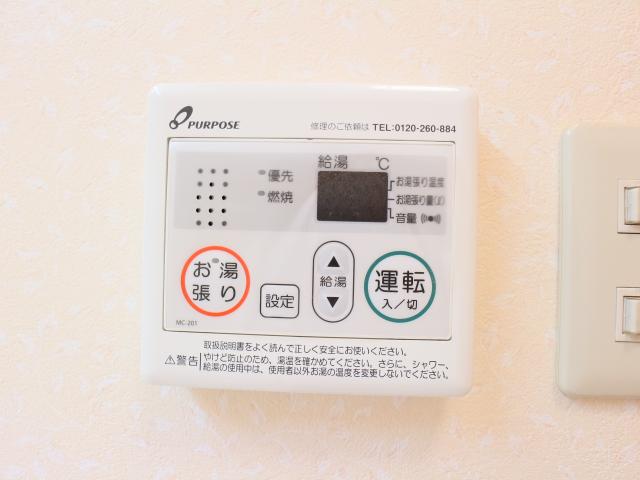 PURPOSE
修理のご依頼は TEL:0120-260-884
給湯 ℃
優先
燃焼
お湯張り温度
お湯張り量(ℓ)
音量
お湯張り
設定
給湯
運転
入/切
MC-201
取扱説明書をよく読んで正しく安全にお使いください。
警告
やけど防止のため、湯温を確かめてください。さらに、シャワー、
給湯の使用中は、使用者以外お湯の温度を変更しないでください。